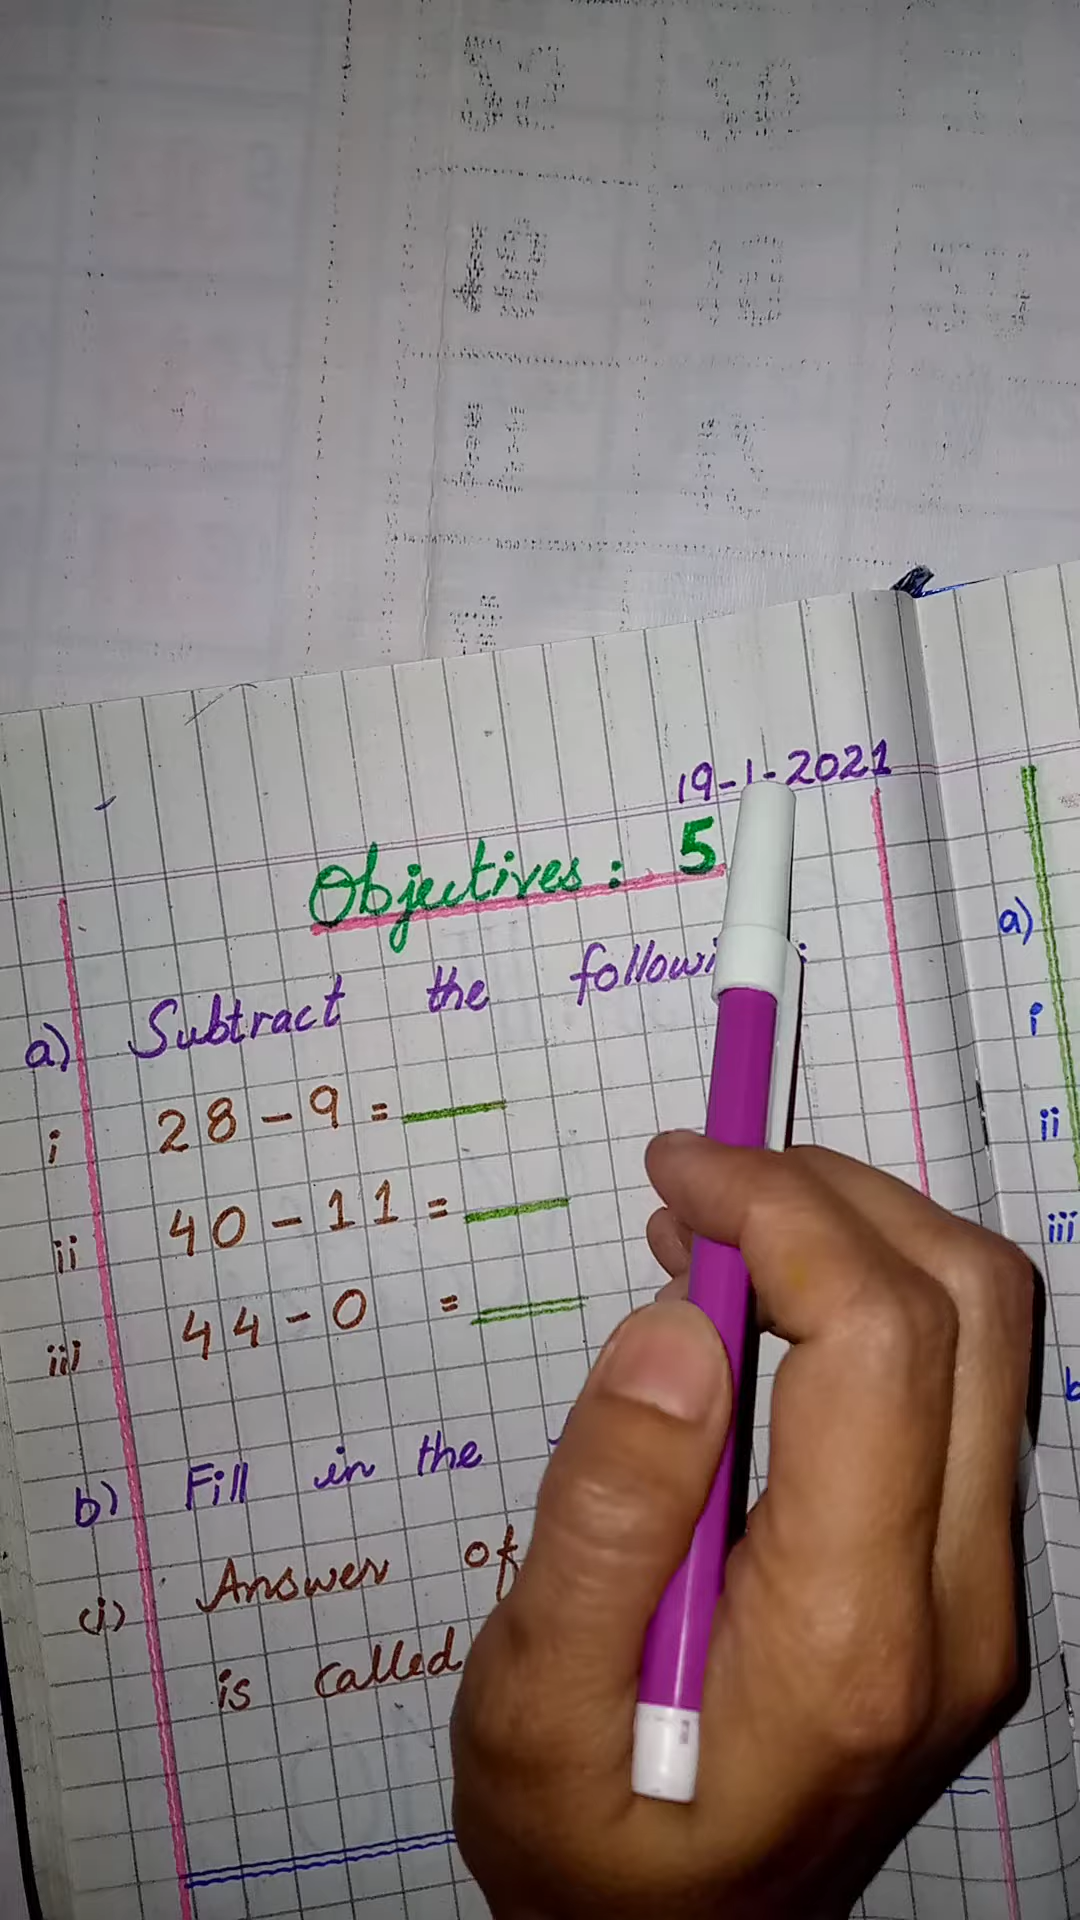 19-1-2021
Objectives: 5
a) Subtract the
i 28-9=
ii 40-11=
iii 44-0 =
b) Fill in the
(i) Answer of
is called
a)
i
ii
iii